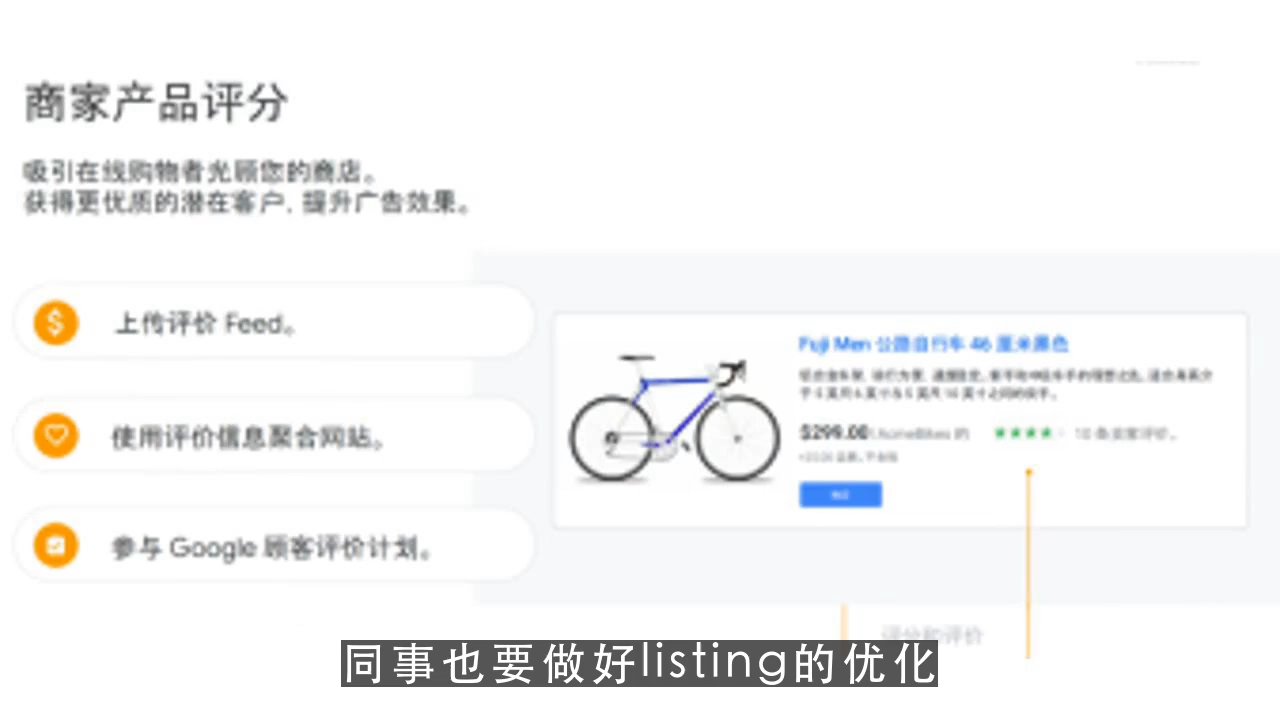 商家产品评分
吸引在线购物者光顾您的商店。
获得更优质的潜在客户，提升广告效果。
上传评价 Feed。
使用评价信息聚合网站。
参与 Google 顾客评价计划。
Fuji Men 公路自行车 46 厘米黑色
$299.00
评分和评价
同事也要做好listing的优化